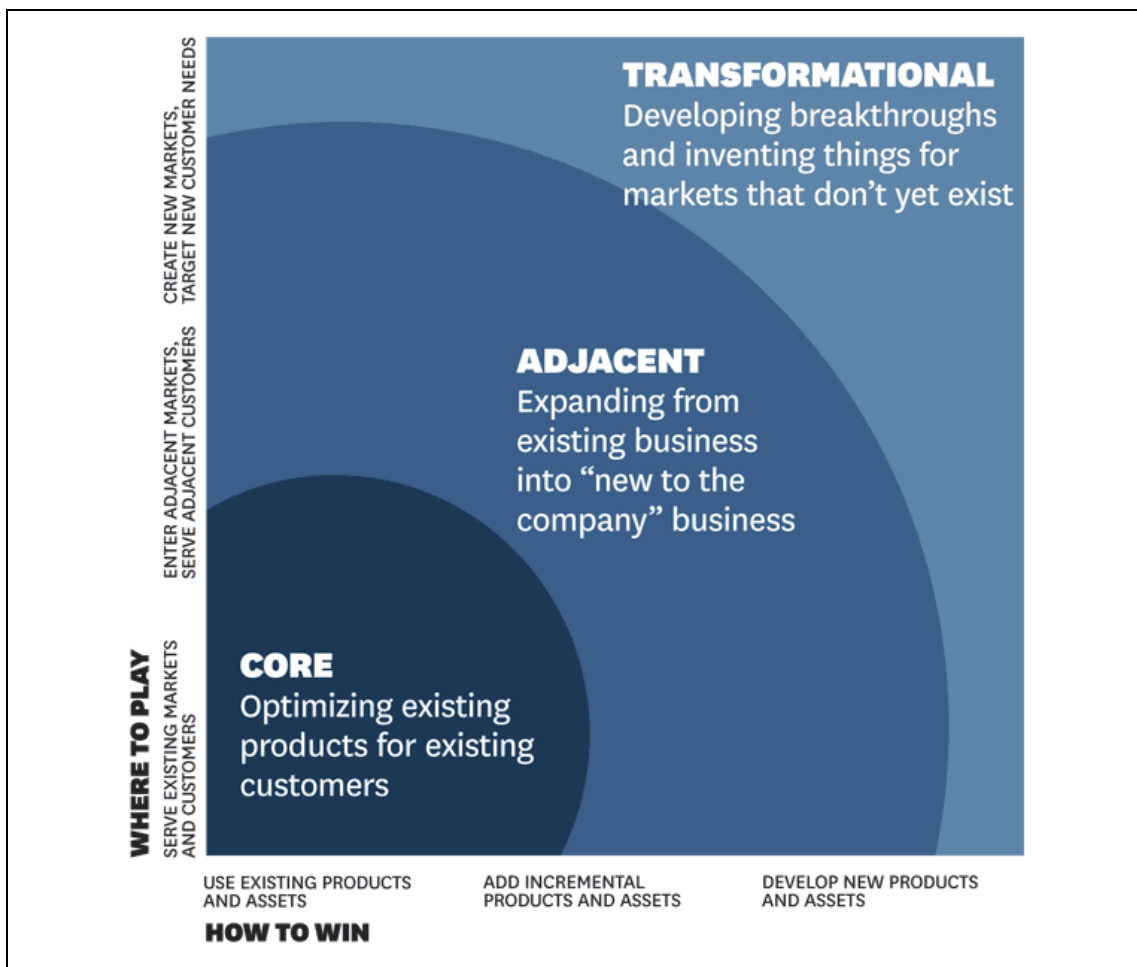 TRANSFORMATIONAL
Developing breakthroughs
and inventing things for
markets that don't yet exist
ADJACENT
Expanding from
existing business
into “new to the
company” business
CORE
Optimizing existing
products for existing
customers
WHERE TO PLAY
CREATE NEW MARKETS,
TARGET NEW CUSTOMER NEEDS
ENTER ADJACENT MARKETS,
SERVE ADJACENT CUSTOMERS
SERVE EXISTING MARKETS
AND CUSTOMERS
USE EXISTING PRODUCTS
AND ASSETS
ADD INCREMENTAL
PRODUCTS AND ASSETS
DEVELOP NEW PRODUCTS
AND ASSETS
HOW TO WIN